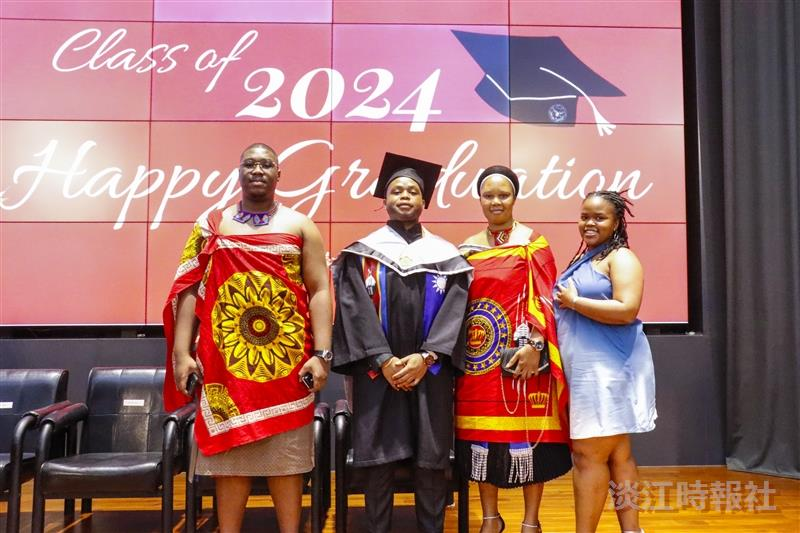 Class of
2024
Happy Graduation
淡江時報社